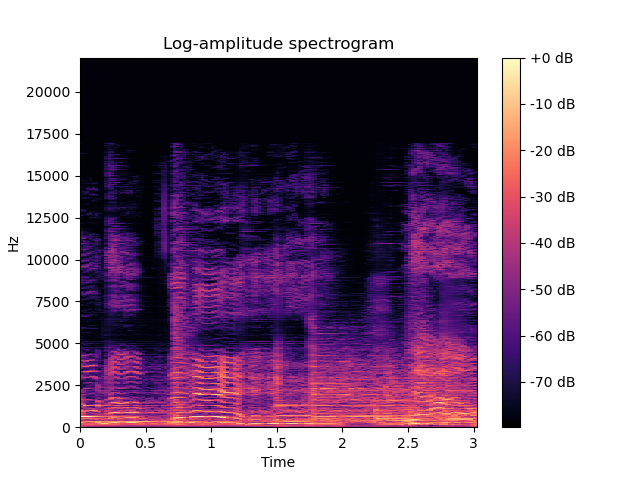 Log-amplitude spectrogram
20000
17500
15000
12500
10000
7500
5000
2500
0
Hz
0 0.5 1 1.5 2 2.5 3
Time
+0 dB
-10 dB
-20 dB
-30 dB
-40 dB
-50 dB
-60 dB
-70 dB